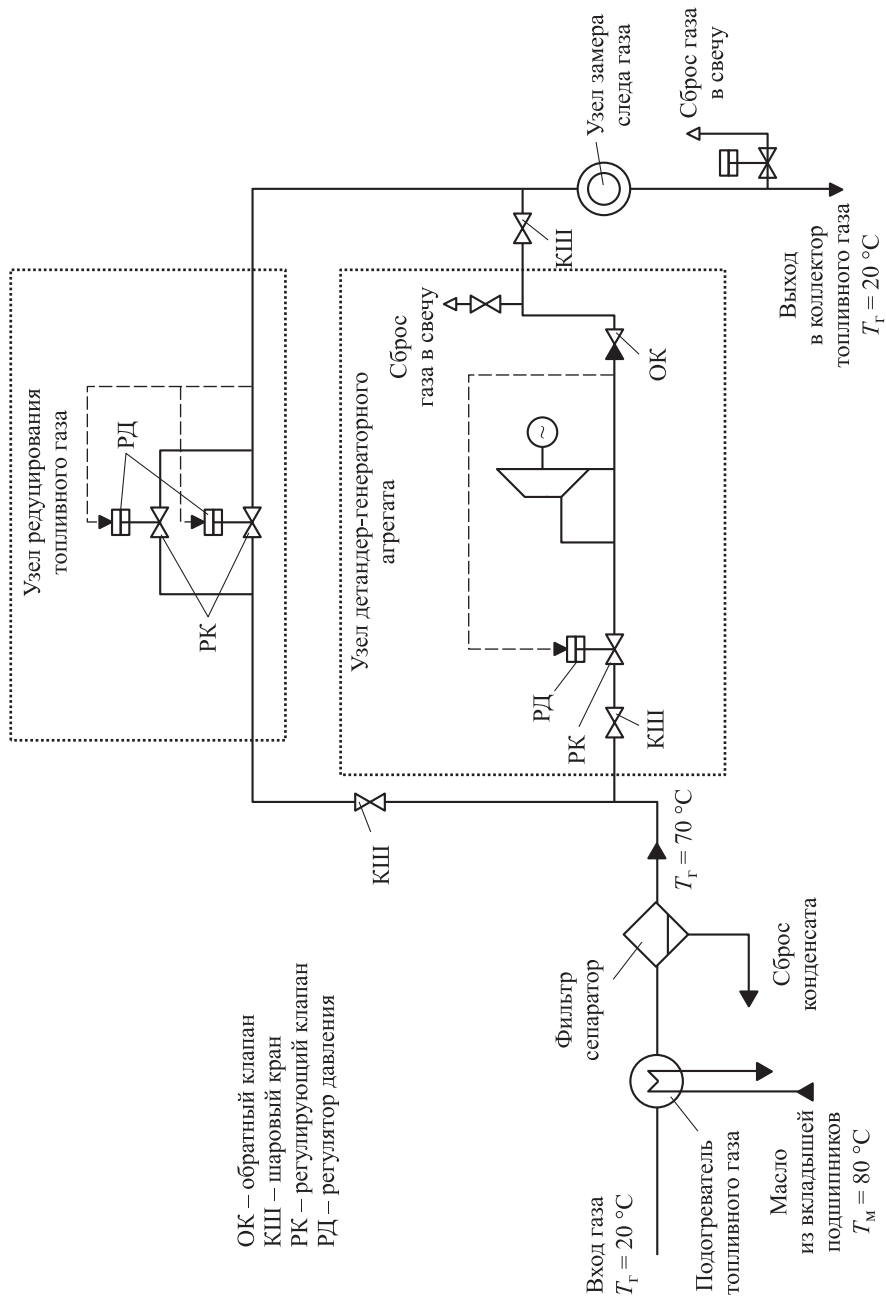 Узел редуцирования
топливного газа
РД
РК
КШ
Узел детандер-генераторного
агрегата
Сброс
газа в свечу
РД
РК
КШ
~
ОК
КШ
Узел замера
следа газа
Сброс газа
в свечу
Выход
в коллектор
топливного газа
Tг = 20 °C
Tг = 70 °C
Фильтр
сепаратор
Сброс
конденсата
Вход газа
Tг = 20 °C
Подогреватель
топливного газа
Масло
из вкладышей
подшипников
Tм = 80 °C
ОК – обратный клапан
КШ – шаровый кран
РК – регулирующий клапан
РД – регулятор давления